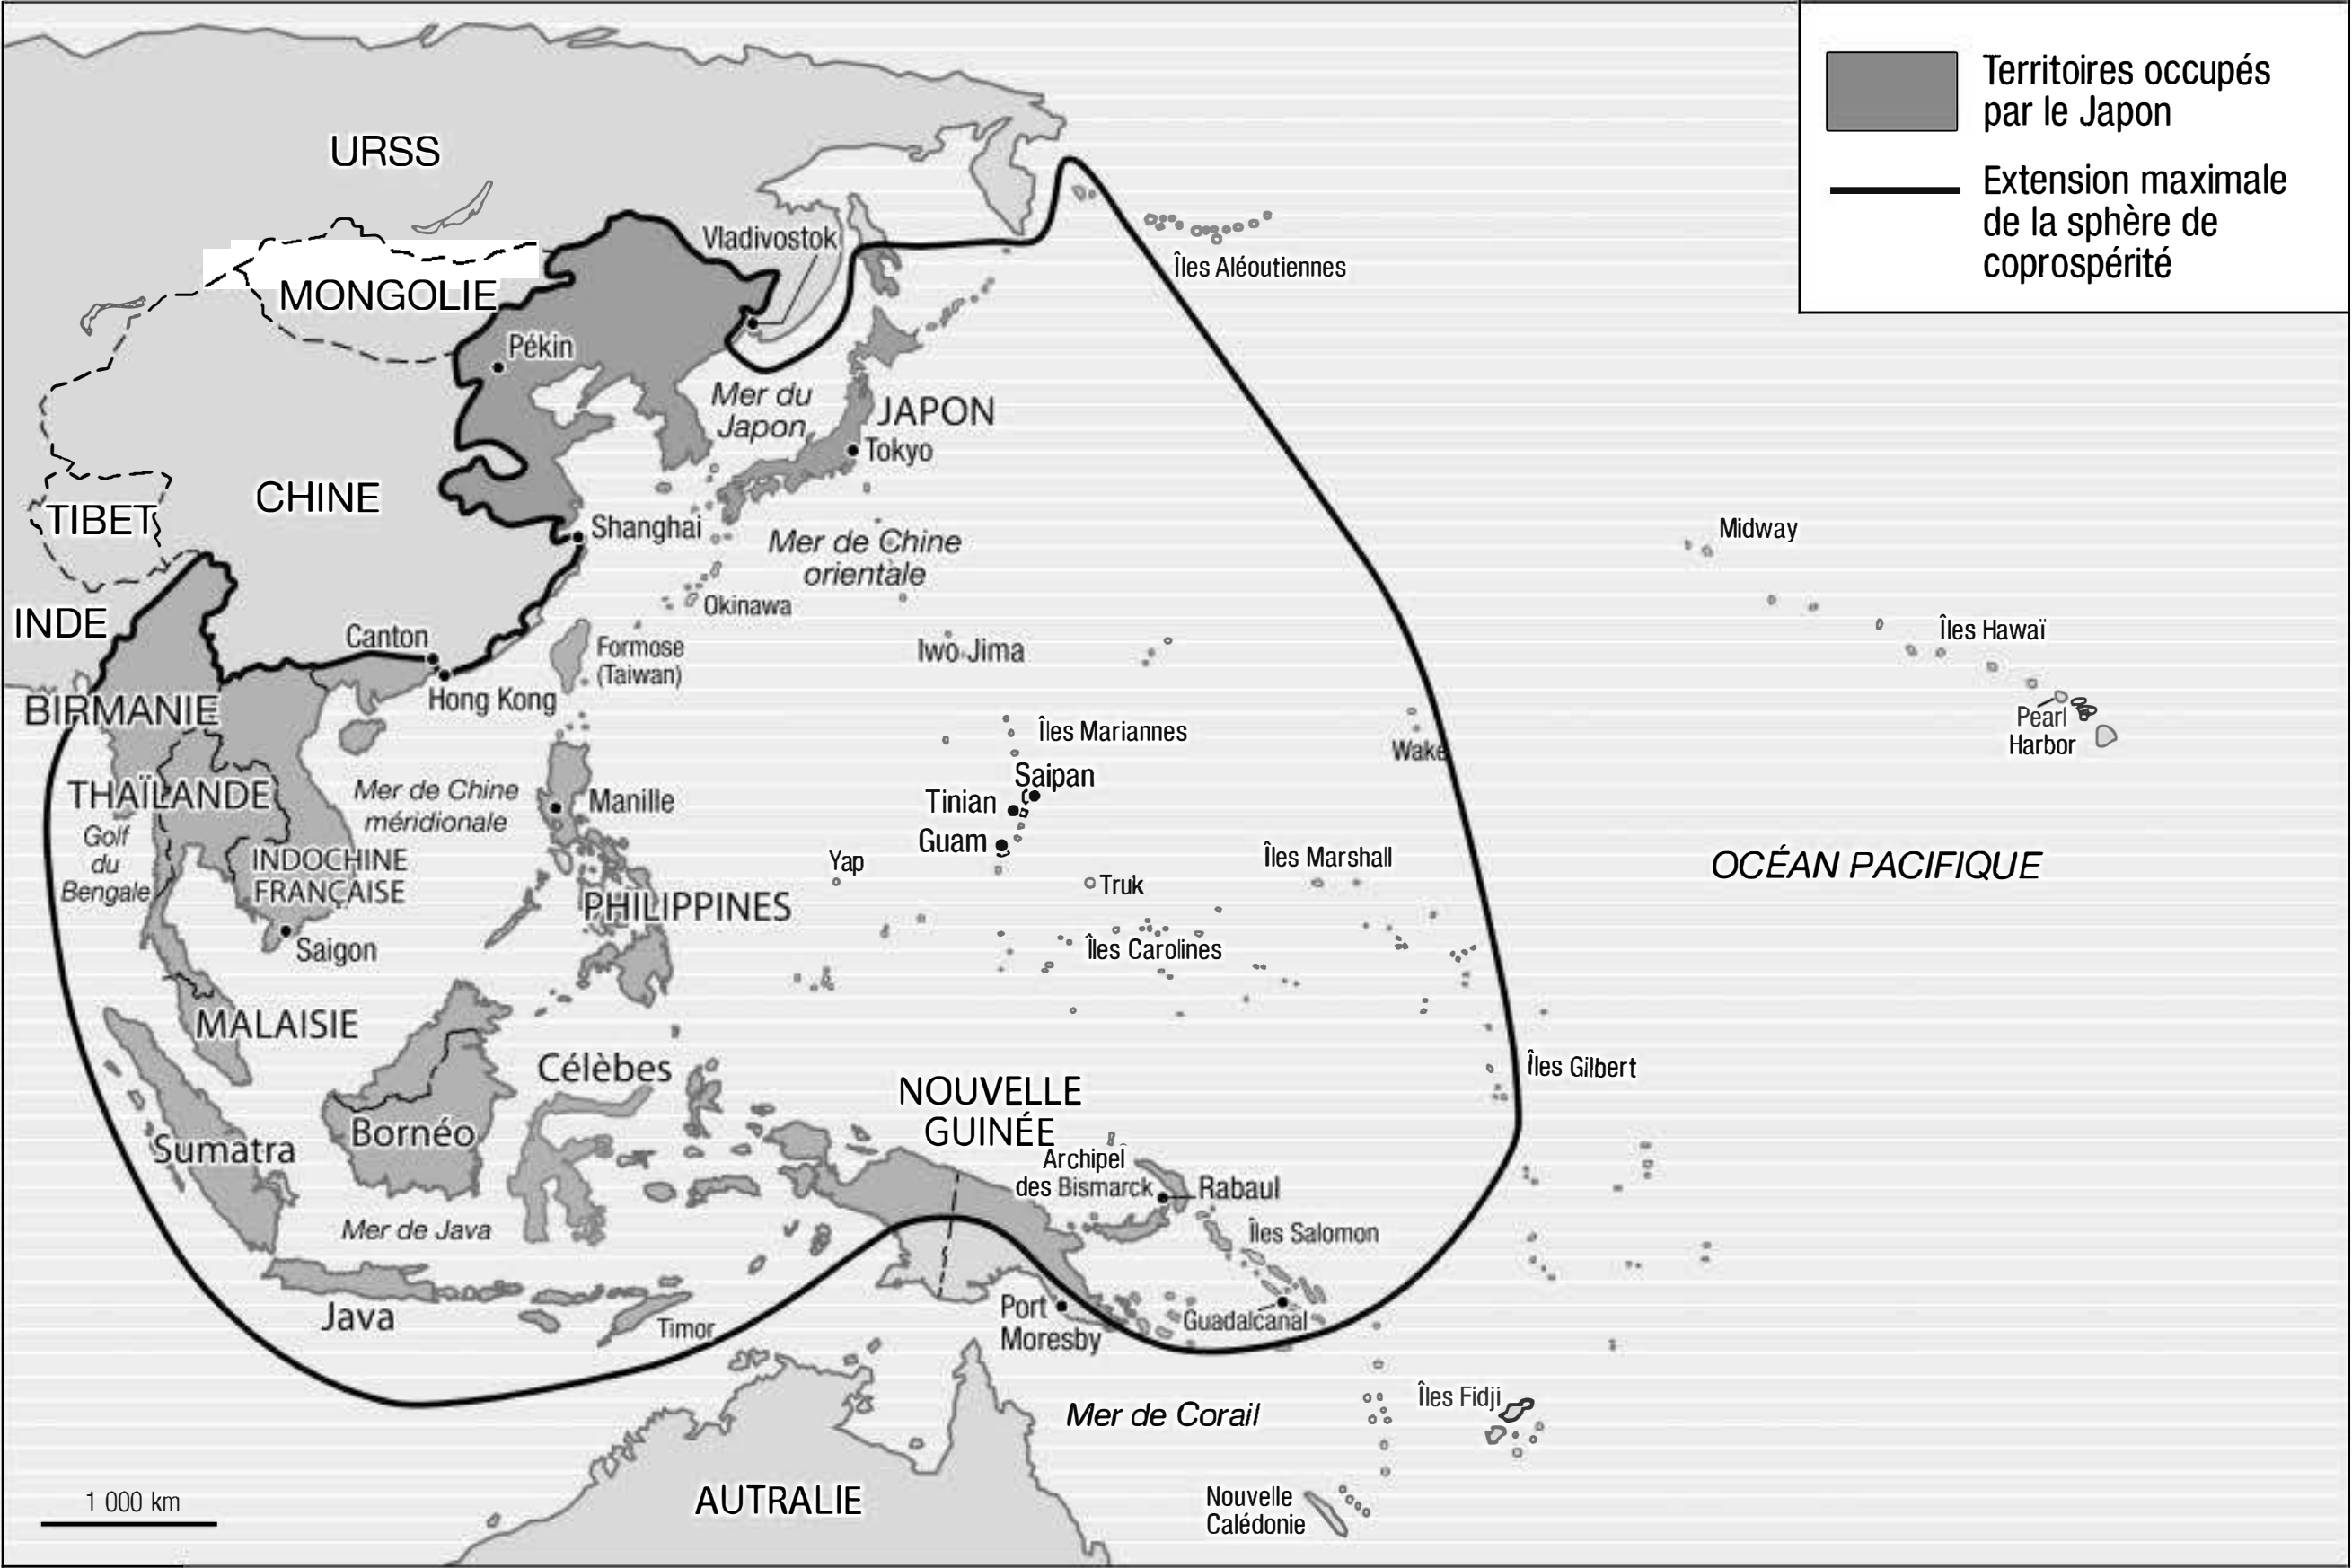 Territoires occupés
par le Japon
Extension maximale
de la sphère de
coprospérité
URSS
Vladivostok
Îles Aléoutiennes
MONGOLIE
Pékin
Mer du
Japon
JAPON
Tokyo
CHINE
TIBET
Shanghai
Mer de Chine
orientale
Midway
Okinawa
INDE
Canton
Formose
(Taiwan)
Iwo Jima
Îles Hawaï
Hong Kong
BIRMANIE
Pearl
Harbor
Îles Mariannes
Wake
Saipan
THAÏLANDE
Mer de Chine
méridionale
Manille
Tinian
Guam
Golf
du
Bengale
INDOCHINE
FRANÇAISE
Yap
Truk
Îles Marshall
OCÉAN PACIFIQUE
PHILIPPINES
Saigon
Îles Carolines
MALAISIE
Célèbes
Îles Gilbert
NOUVELLE
GUINÉE
Bornéo
Sumatra
Archipel
des Bismarck
Rabaul
Mer de Java
Îles Salomon
Java
Timor
Port
Moresby
Guadalcanal
Mer de Corail
Îles Fidji
AUTRALIE
Nouvelle
Calédonie
1 000 km